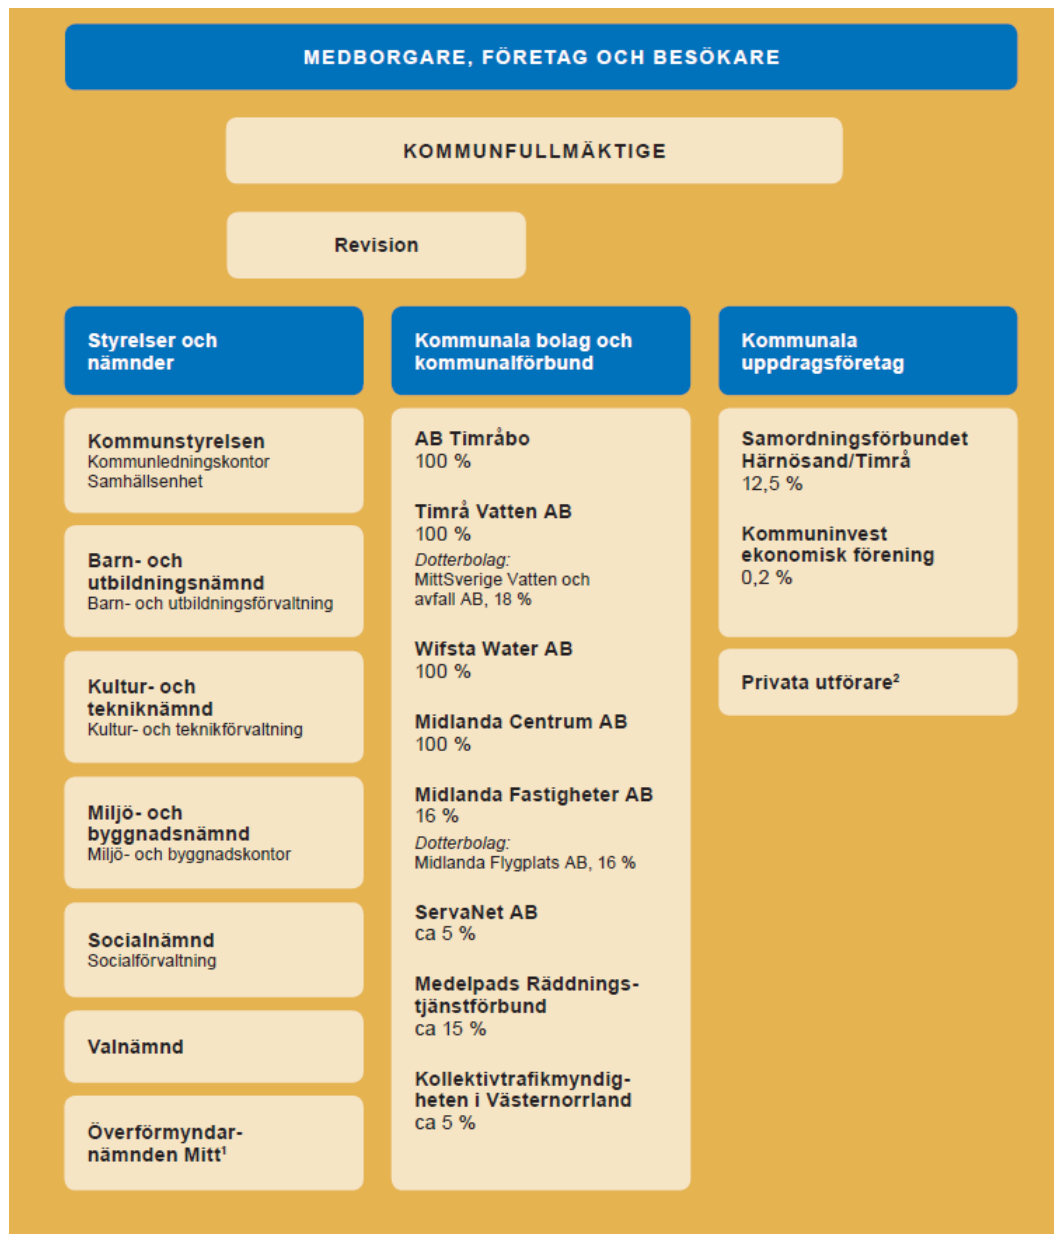 MEDBORGARE, FÖRETAG OCH BESÖKARE
KOMMUNFULLMÄKTIGE
Revision
Styrelser och
nämnder
Kommunstyrelsen
Kommunledningskontor
Samhällsenhet
Barn- och
utbildningsnämnd
Barn- och utbildningsförvaltning
Kultur- och
tekniknämnd
Kultur- och teknikförvaltning
Miljö- och
byggnadsnämnd
Miljö- och byggnadskontor
Socialnämnd
Socialförvaltning
Valnämnd
Överförmyndar-
nämnden Mitt¹
Kommunala bolag och
kommunalförbund
AB Timråbo
100 %
Timrå Vatten AB
100 %
Dotterbolag:
MittSverige Vatten och
avfall AB, 18 %
Wifsta Water AB
100 %
Midlanda Centrum AB
100 %
Midlanda Fastigheter AB
16 %
Dotterbolag:
Midlanda Flygplats AB, 16 %
ServaNet AB
ca 5 %
Medelpads Räddnings-
tjänstförbund
ca 15 %
Kollektivtrafikmyndig-
heten i Västernorrland
ca 5 %
Kommunala
uppdragsföretag
Samordningsförbundet
Härnösand/Timrå
12,5 %
Kommuninvest
ekonomisk förening
0,2 %
Privata utförare²